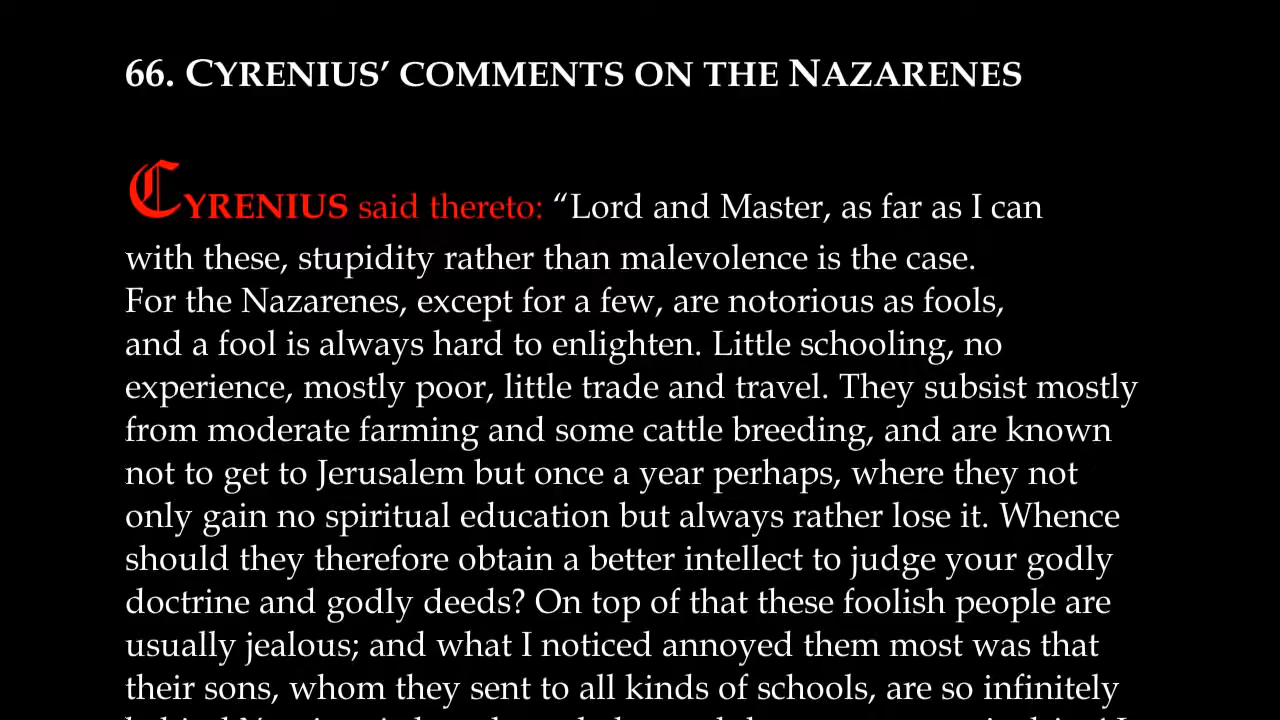 66. CYRENIUS’ COMMENTS ON THE NAZARENES
CYRENIUS said thereto: “Lord and Master, as far as I can
with these, stupidity rather than malevolence is the case.
For the Nazarenes, except for a few, are notorious as fools,
and a fool is always hard to enlighten. Little schooling, no
experience, mostly poor, little trade and travel. They subsist mostly
from moderate farming and some cattle breeding, and are known
not to get to Jerusalem but once a year perhaps, where they not
only gain no spiritual education but always rather lose it. Whence
should they therefore obtain a better intellect to judge your godly
doctrine and godly deeds? On top of that these foolish people are
usually jealous; and what I noticed annoyed them most was that
their sons, whom they sent to all kinds of schools, are so infinitely